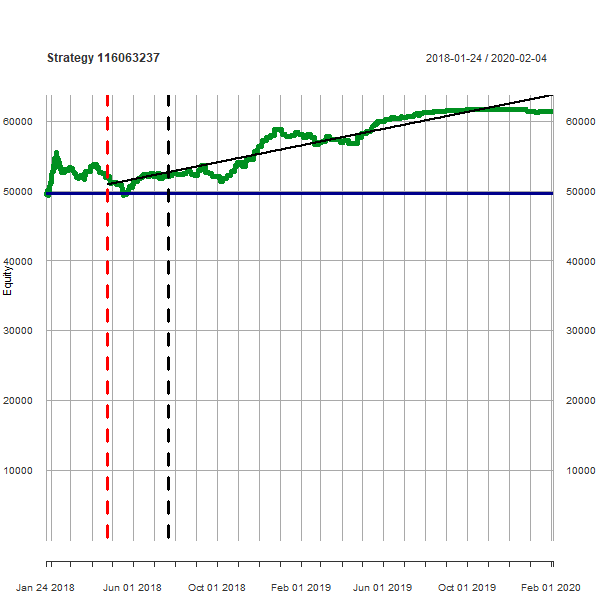 Strategy 116063237
2018-01-24 / 2020-02-04
60000
60000
50000
50000
40000
40000
Equity
30000
30000
20000
20000
10000
10000
Jan 24 2018
Jun 01 2018
Oct 01 2018
Feb 01 2019
Jun 01 2019
Oct 01 2019
Feb 01 2020